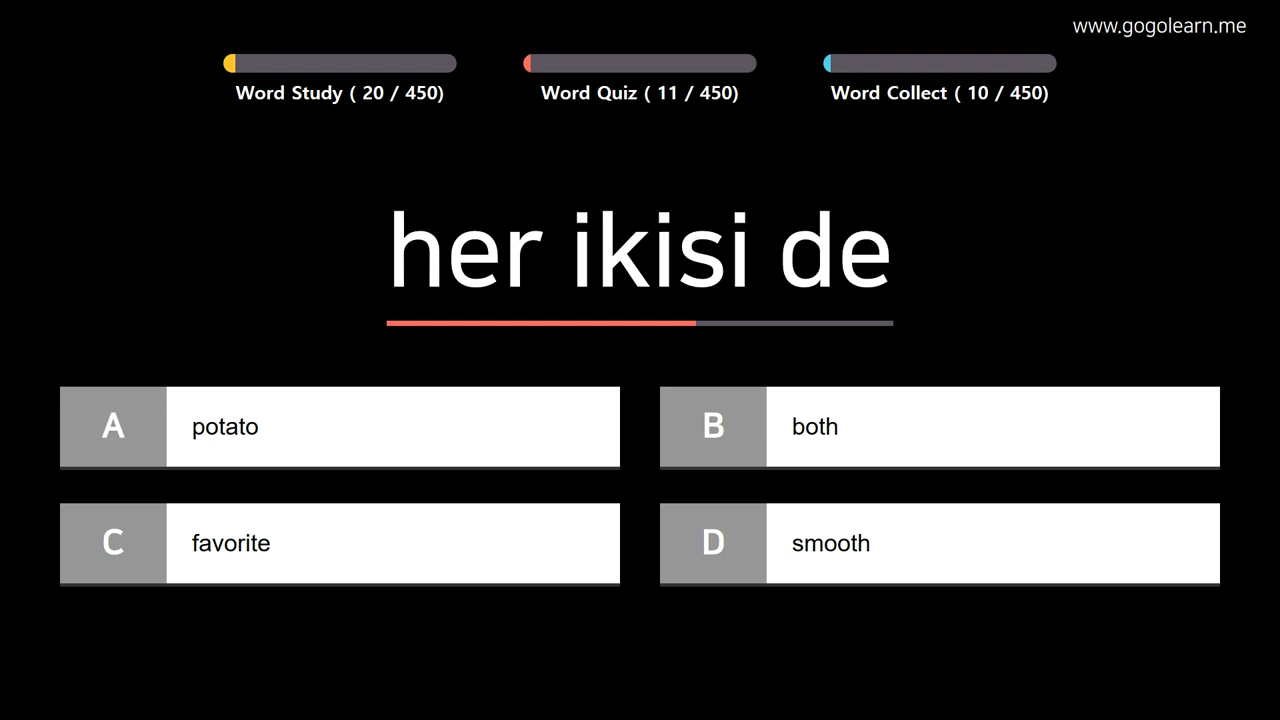 www.gogolearn.me
Word Study ( 20 / 450)
Word Quiz ( 11 / 450)
Word Collect ( 10 / 450)
her ikisi de
A potato
B both
C favorite
D smooth